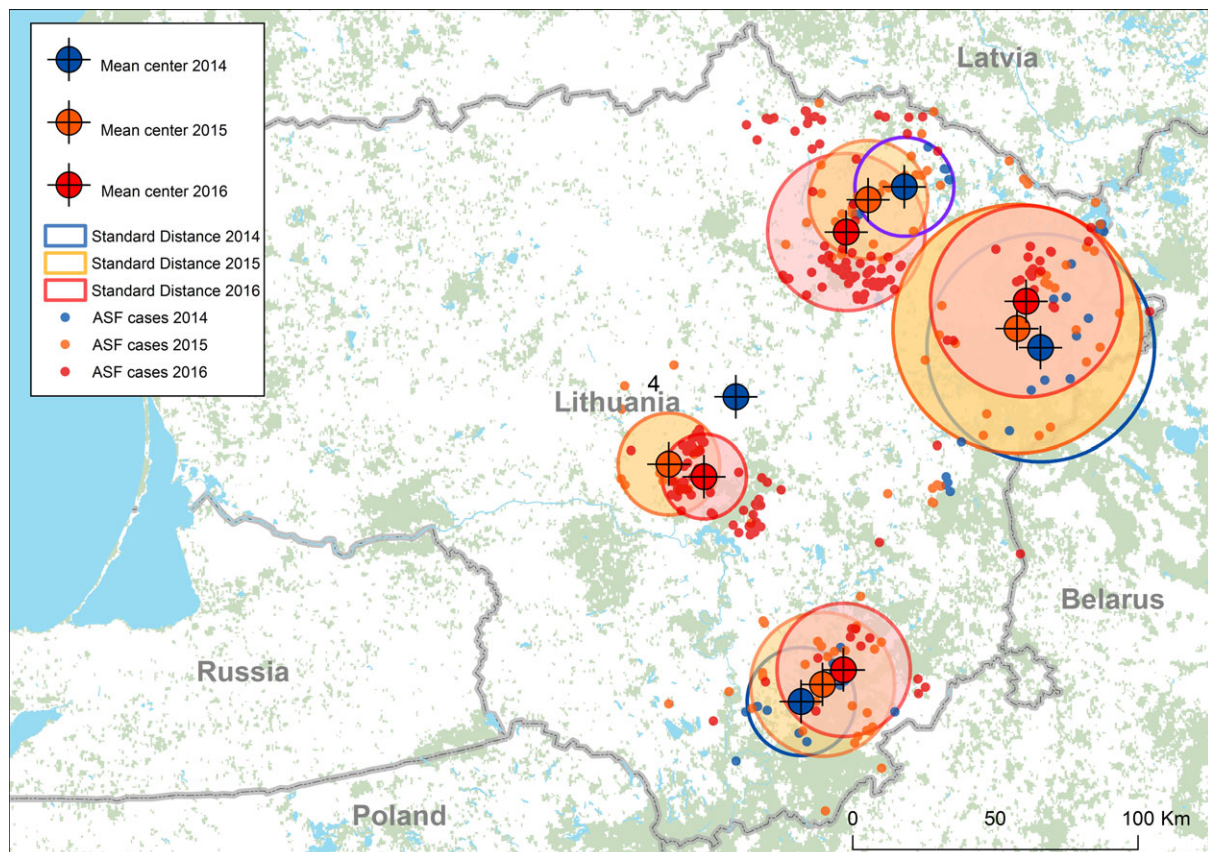 Mean center 2014
Mean center 2015
Mean center 2016
Standard Distance 2014
Standard Distance 2015
Standard Distance 2016
ASF cases 2014
ASF cases 2015
ASF cases 2016
Latvia
4
Lithuania
Belarus
Russia
Poland
0 50 100 Km